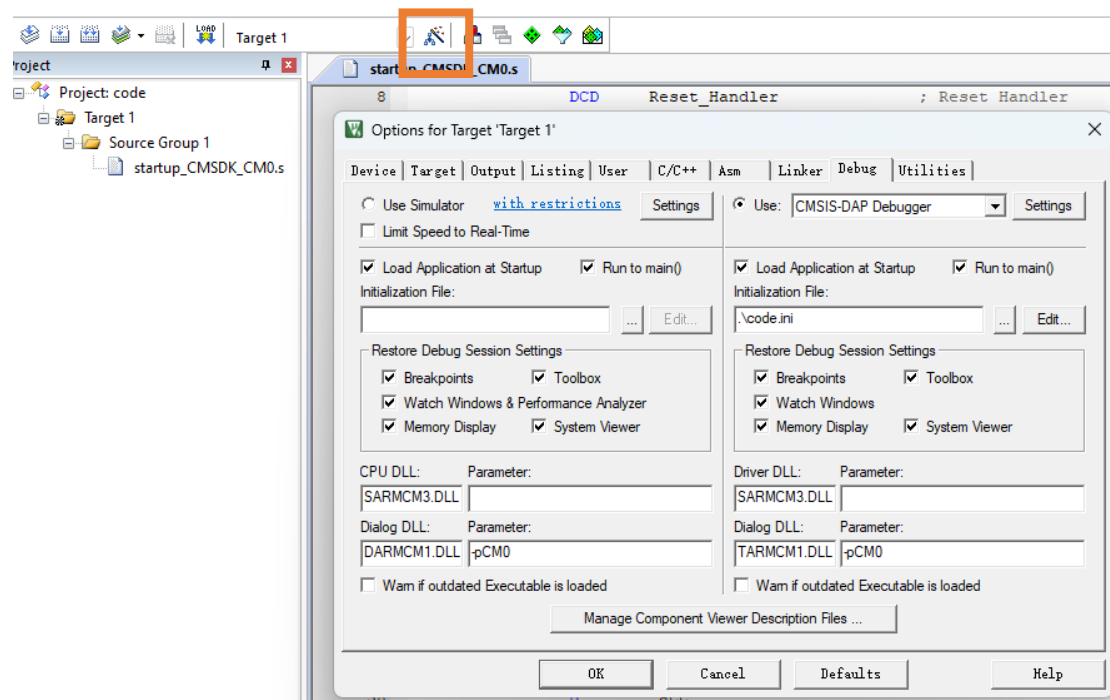 LOAD
Target 1
Project
startup_CMSDK_CM0.s
Project: code
Target 1
Source Group 1
startup_CMSDK_CM0.s
8 DCD Reset_Handler ; Reset Handler
Options for Target 'Target 1'
Device Target Output Listing User C/C++ Asm Linker Debug Utilities
Use Simulator with restrictions Settings
Limit Speed to Real-Time
Load Application at Startup Run to main()
Initialization File:
... Edit...
Restore Debug Session Settings
Breakpoints Toolbox
Watch Windows & Performance Analyzer
Memory Display System Viewer
CPU DLL: Parameter:
SARMCM3.DLL
Dialog DLL: Parameter:
DARMCM1.DLL -pCM0
Warn if outdated Executable is loaded
Use: CMSIS-DAP Debugger Settings
Load Application at Startup Run to main()
Initialization File:
.\code.ini ... Edit...
Restore Debug Session Settings
Breakpoints Toolbox
Watch Windows
Memory Display System Viewer
Driver DLL: Parameter:
SARMCM3.DLL
Dialog DLL: Parameter:
TARMCM1.DLL -pCM0
Warn if outdated Executable is loaded
Manage Component Viewer Description Files ...
OK Cancel Defaults Help